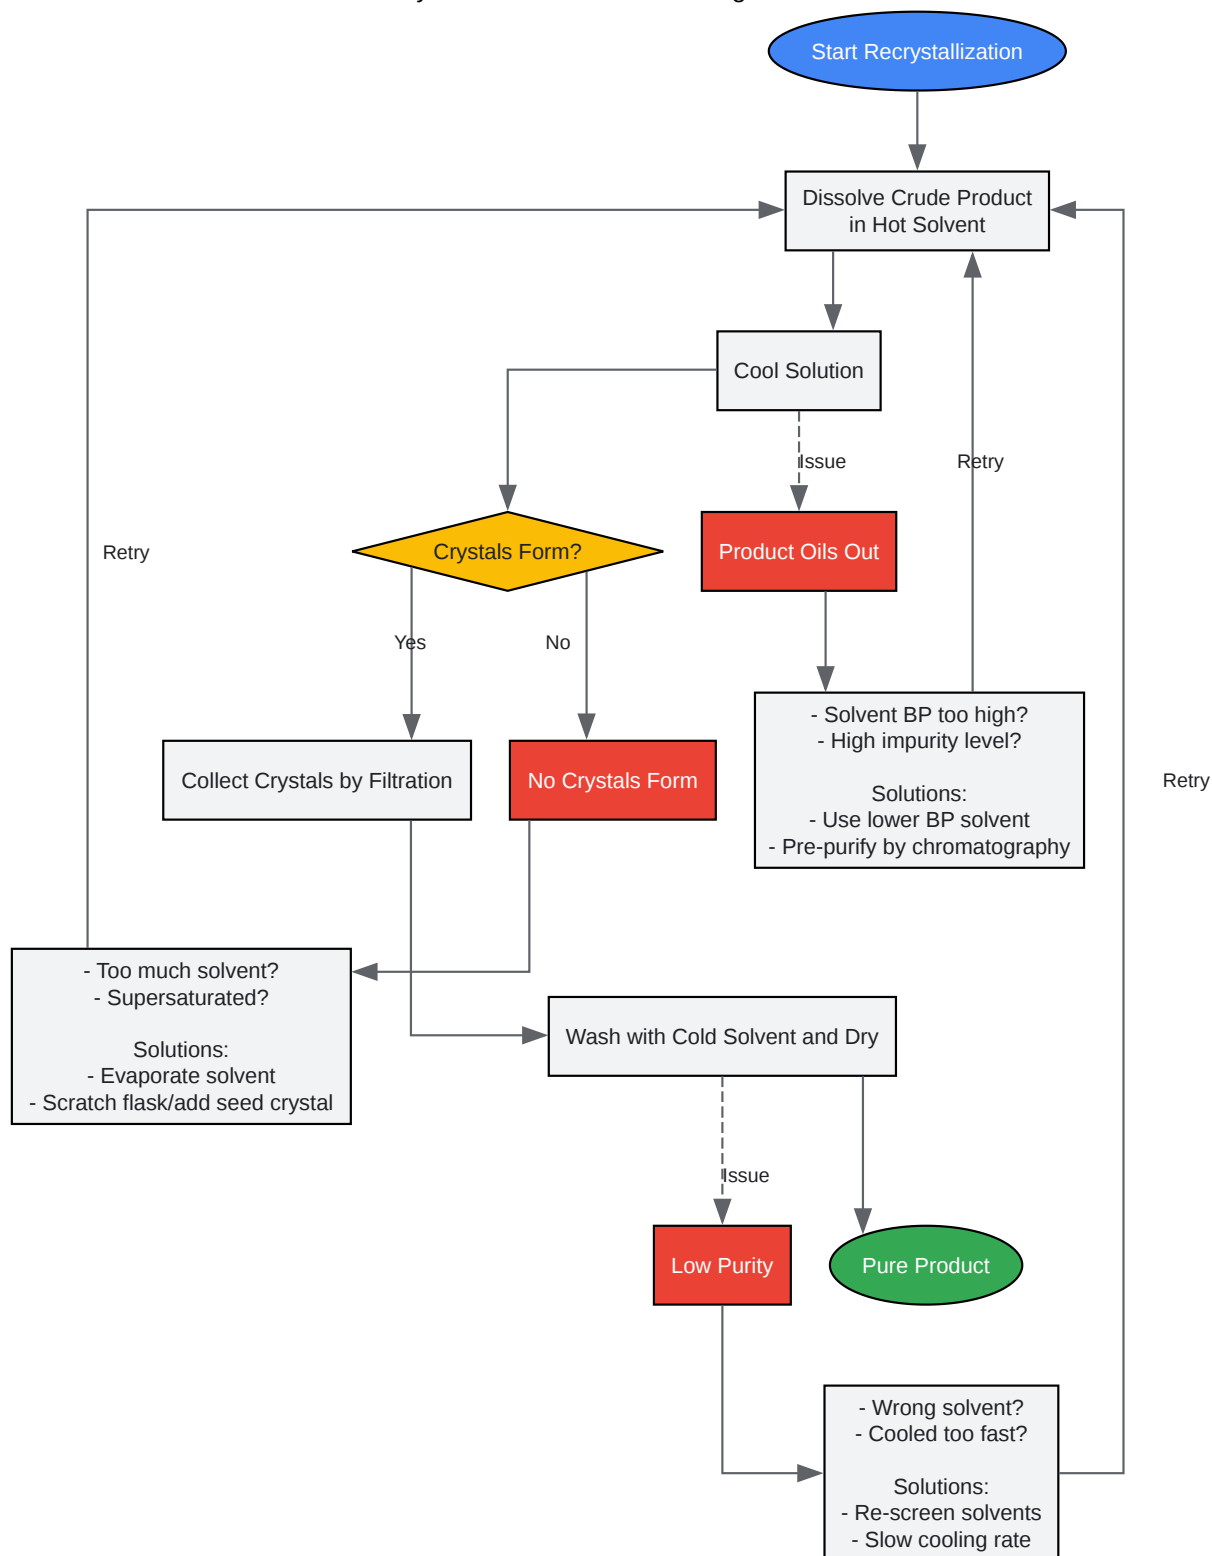 Start Recrystallization
Dissolve Crude Product
in Hot Solvent
Cool Solution
Issue
Retry
Crystals Form?
Product Oils Out
Retry
Yes
No
- Solvent BP too high?
- High impurity level?
Solutions:
- Use lower BP solvent
- Pre-purify by chromatography
Collect Crystals by Filtration
No Crystals Form
Retry
- Too much solvent?
- Supersaturated?
Solutions:
- Evaporate solvent
- Scratch flask/add seed crystal
Wash with Cold Solvent and Dry
Issue
Low Purity
Pure Product
- Wrong solvent?
- Cooled too fast?
Solutions:
- Re-screen solvents
- Slow cooling rate